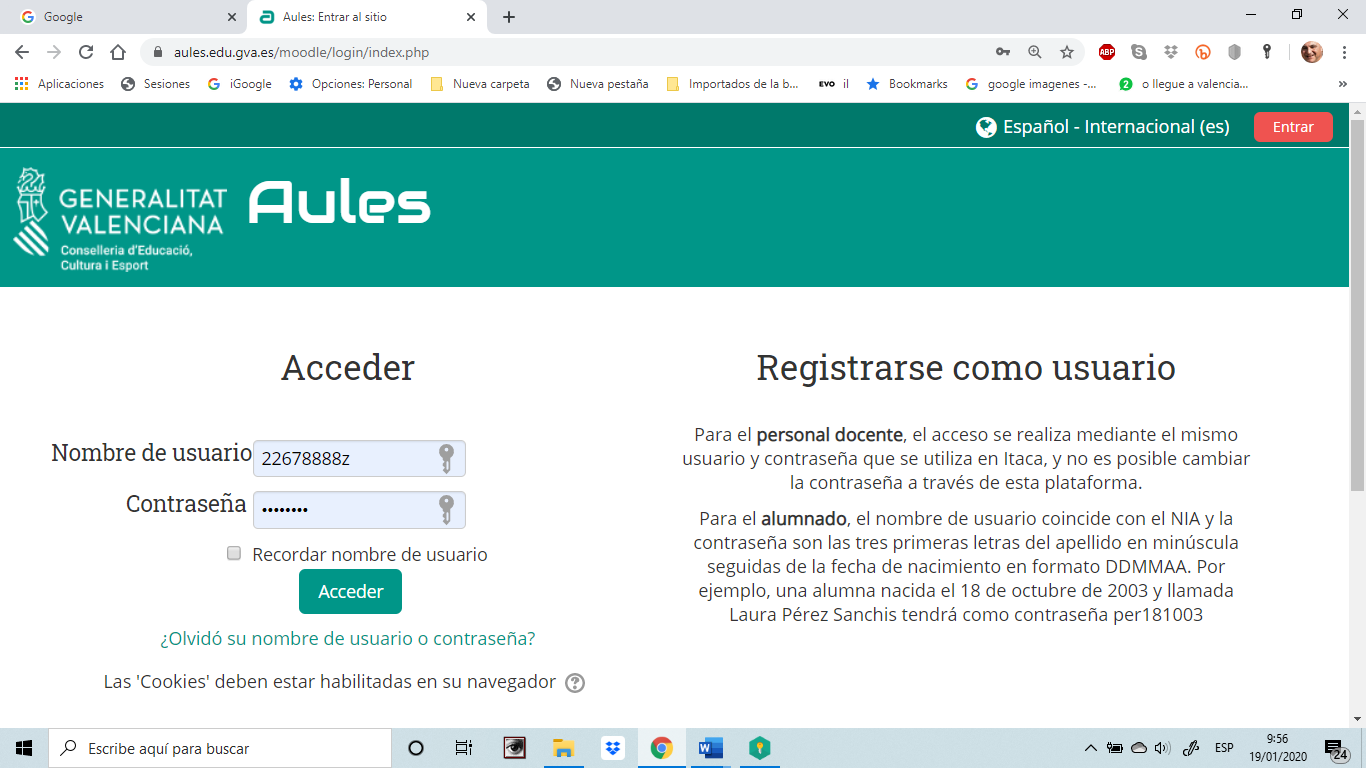 Google
Aules: Entrar al sitio
aules.edu.gva.es/moodle/login/index.php
ABP
Aplicaciones
Sesiones
iGoogle
Opciones: Personal
Nueva carpeta
Nueva pestaña
Importados de la b...
EVO il
Bookmarks
google imagenes -...
2 o llegue a valencia...
»
Español - Internacional (es)
Entrar
GENERALITAT
VALENCIANA
Conselleria d'Educació,
Cultura i Esport
Aules
Acceder
Nombre de usuario
22678888z
Contraseña
••••••••
Recordar nombre de usuario
Acceder
¿Olvidó su nombre de usuario o contraseña?
Las 'Cookies' deben estar habilitadas en su navegador
?
Registrarse como usuario
Para el personal docente, el acceso se realiza mediante el mismo
usuario y contraseña que se utiliza en Itaca, y no es posible cambiar
la contraseña a través de esta plataforma.
Para el alumnado, el nombre de usuario coincide con el NIA y la
contraseña son las tres primeras letras del apellido en minúscula
seguidas de la fecha de nacimiento en formato DDMMAA. Por
ejemplo, una alumna nacida el 18 de octubre de 2003 y llamada
Laura Pérez Sanchis tendrá como contraseña per181003
Escribe aquí para buscar
ESP
9:56
19/01/2020
24